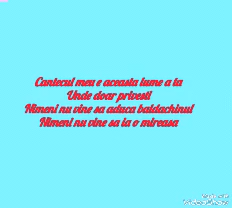 Cantecul meu e aceasta lume a ta
Unde doar privesti
Nimeni nu vine sa aduca baldachinul
Nimeni nu vine sa ia o mireasa